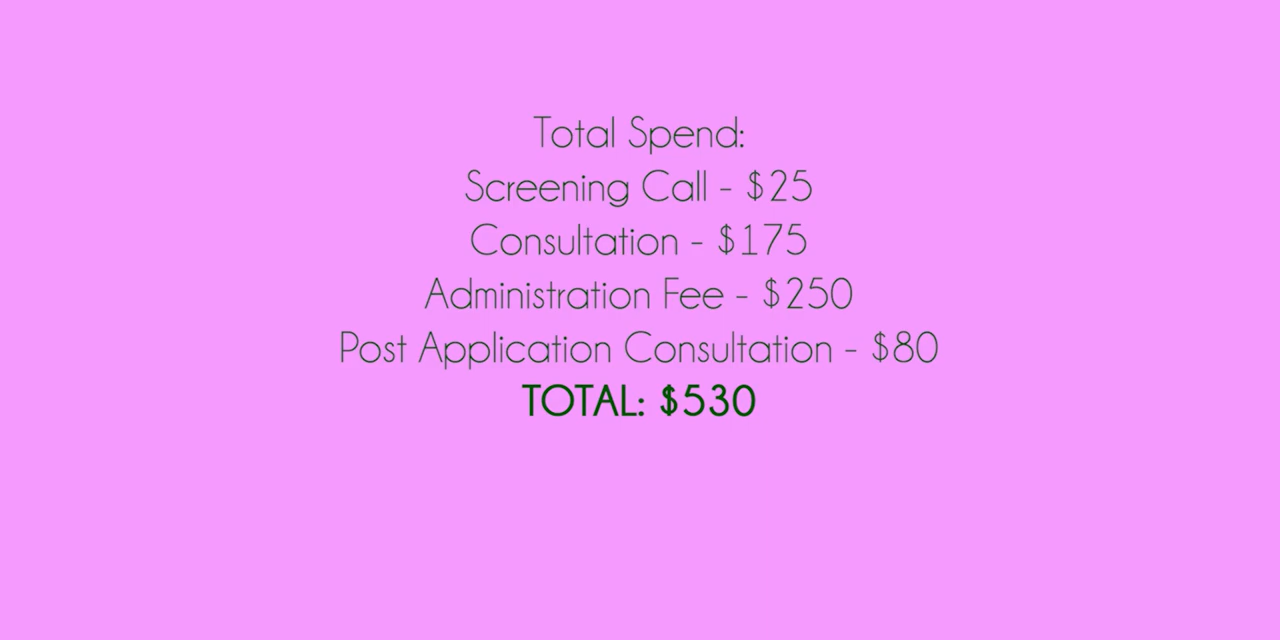 Total Spend:
Screening Call - $25
Consultation - $175
Administration Fee - $250
Post Application Consultation - $80
TOTAL: $530